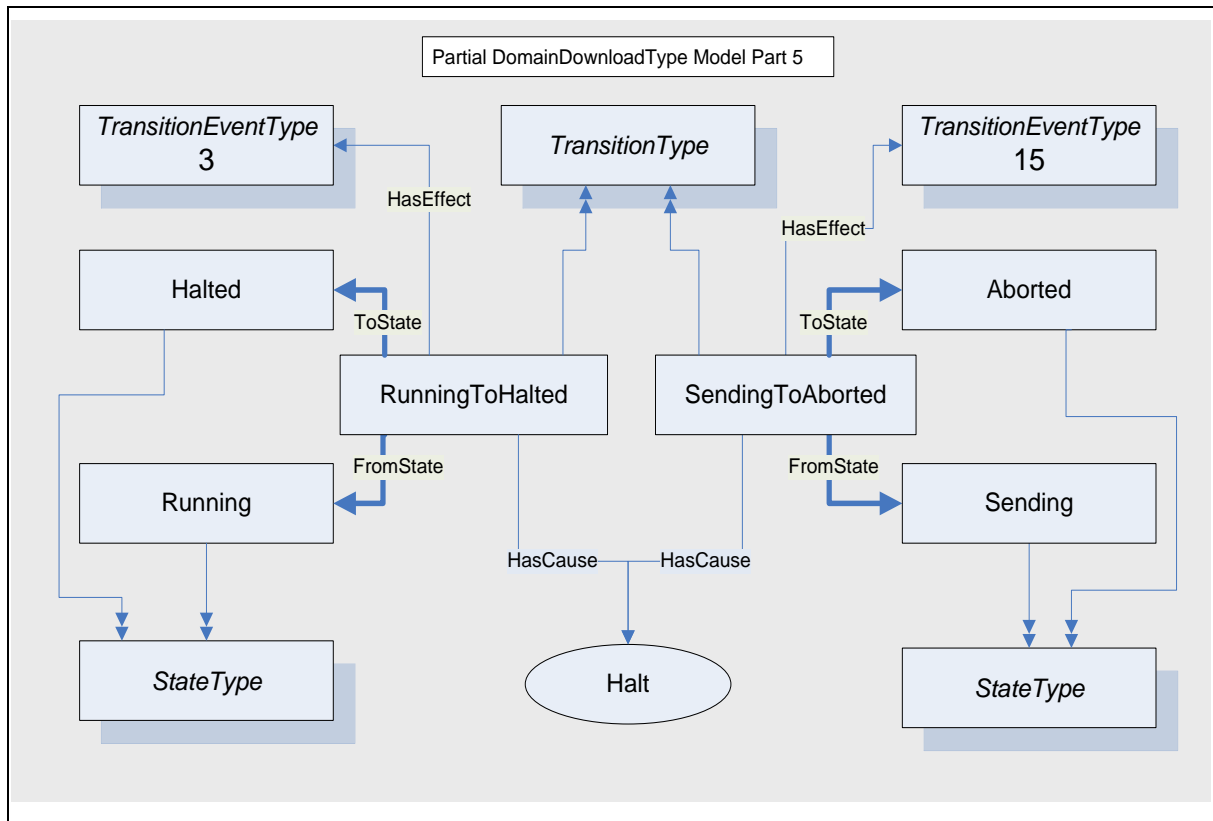 Partial DomainDownloadType Model Part 5
TransitionEventType
3
TransitionType
TransitionEventType
15
HasEffect
HasEffect
Halted
Aborted
ToState
ToState
RunningToHalted
SendingToAborted
FromState
FromState
Running
Sending
HasCause
HasCause
StateType
Halt
StateType